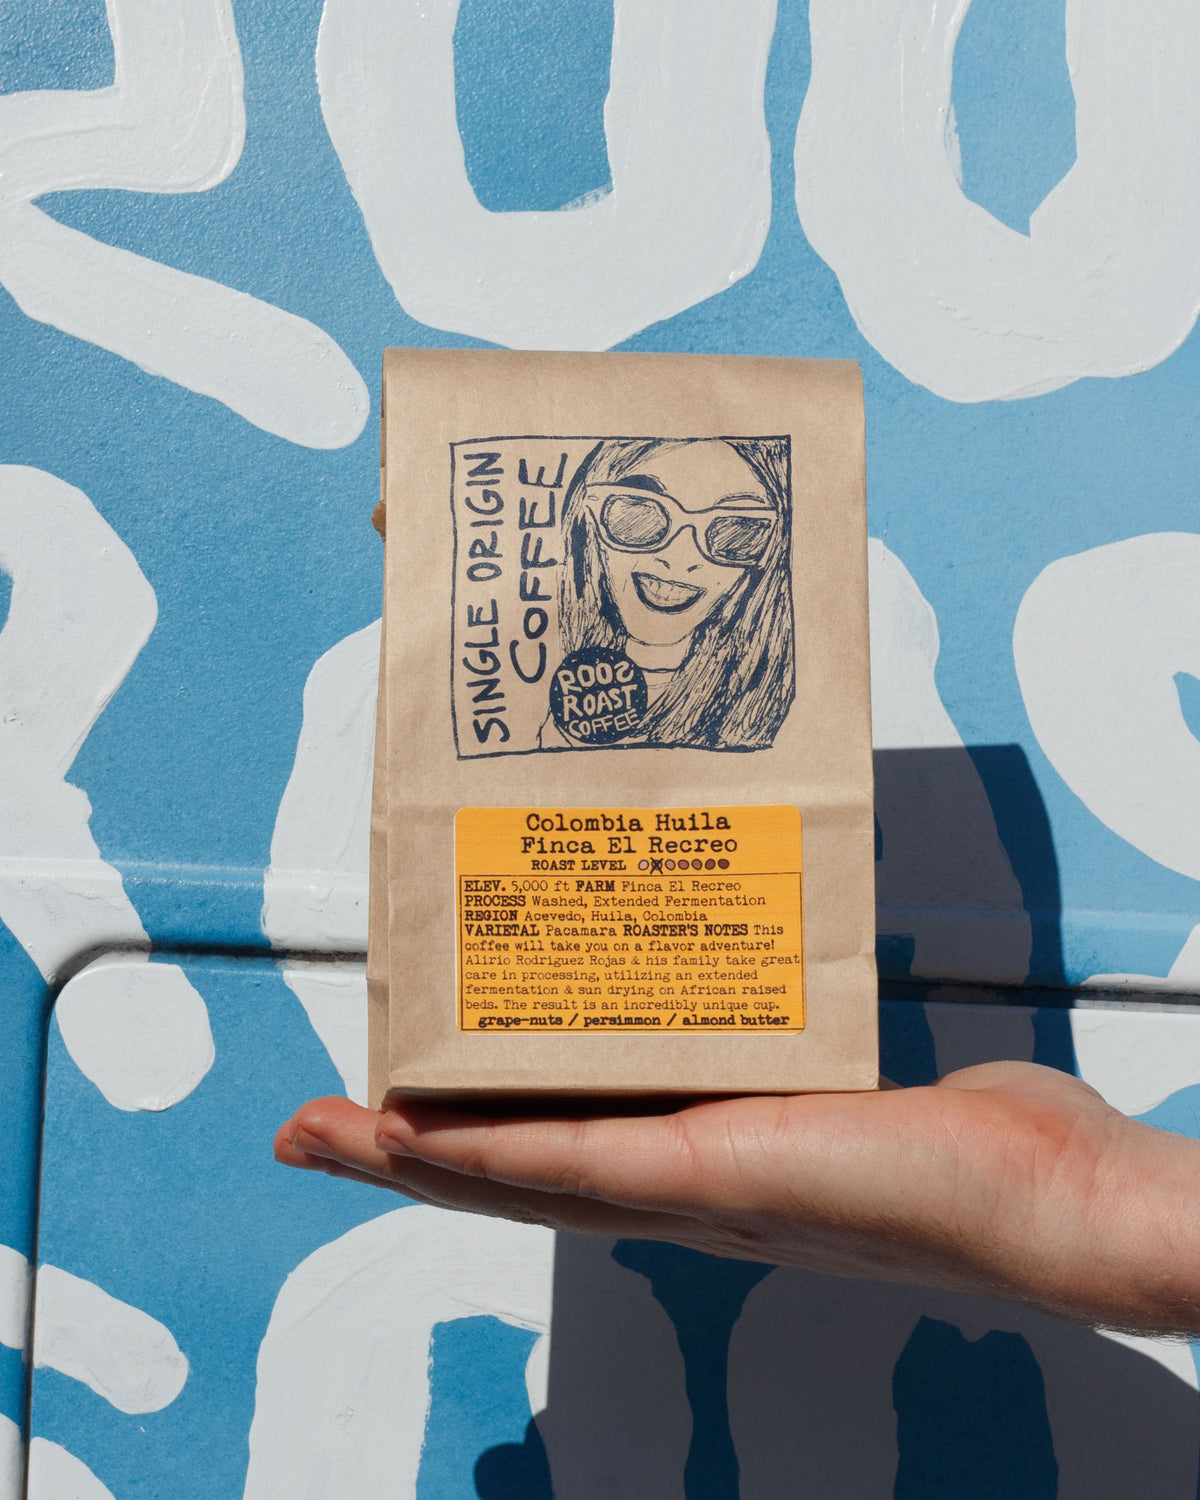 SINGLE ORIGIN
COFFEE
ROOS
ROAST
COFFEE
Colombia Huila
Finca El Recreo
ROAST LEVEL
ELEV. 5,000 ft FARM Finca El Recreo
PROCESS Washed, Extended Fermentation
REGION Acevedo, Huila, Colombia
VARIETAL Pacamara ROASTER'S NOTES This
coffee will take you on a flavor adventure!
Alirio Rodriguez Rojas & his family take great
care in processing, utilizing an extended
fermentation & sun drying on African raised
beds. The result is an incredibly unique cup.
grape-nuts / persimmon / almond butter